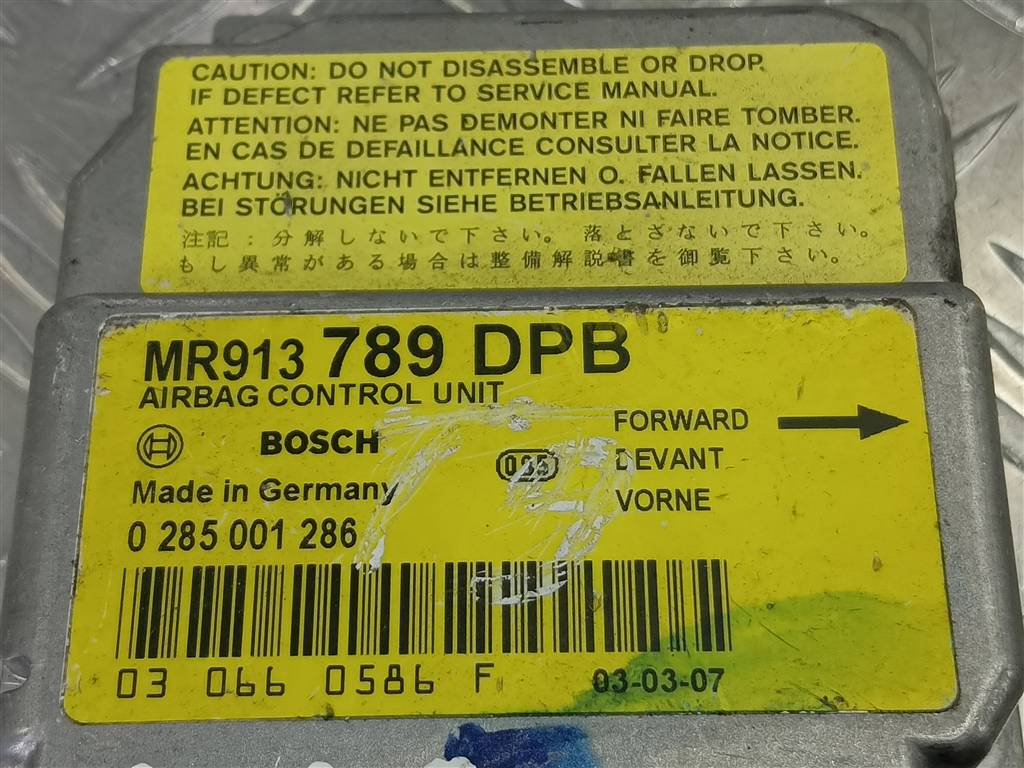 CAUTION: DO NOT DISASSEMBLE OR DROP.
IF DEFECT REFER TO SERVICE MANUAL.
ATTENTION: NE PAS DEMONTER NI FAIRE TOMBER.
EN CAS DE DEFAILLANCE CONSULTER LA NOTICE.
ACHTUNG: NICHT ENTFERNEN O. FALLEN LASSEN.
BEI STÖRUNGEN SIEHE BETRIEBSANLEITUNG.
注記：分解しないで下さい。落とさないで下さい。
もし異常がある場合は整備解説書を御覧下さい。
MR913 789 DPB
AIRBAG CONTROL UNIT
BOSCH
Made in Germany
0 285 001 286
085
FORWARD
DEVANT
VORNE
03 066 0586 F
03-03-07